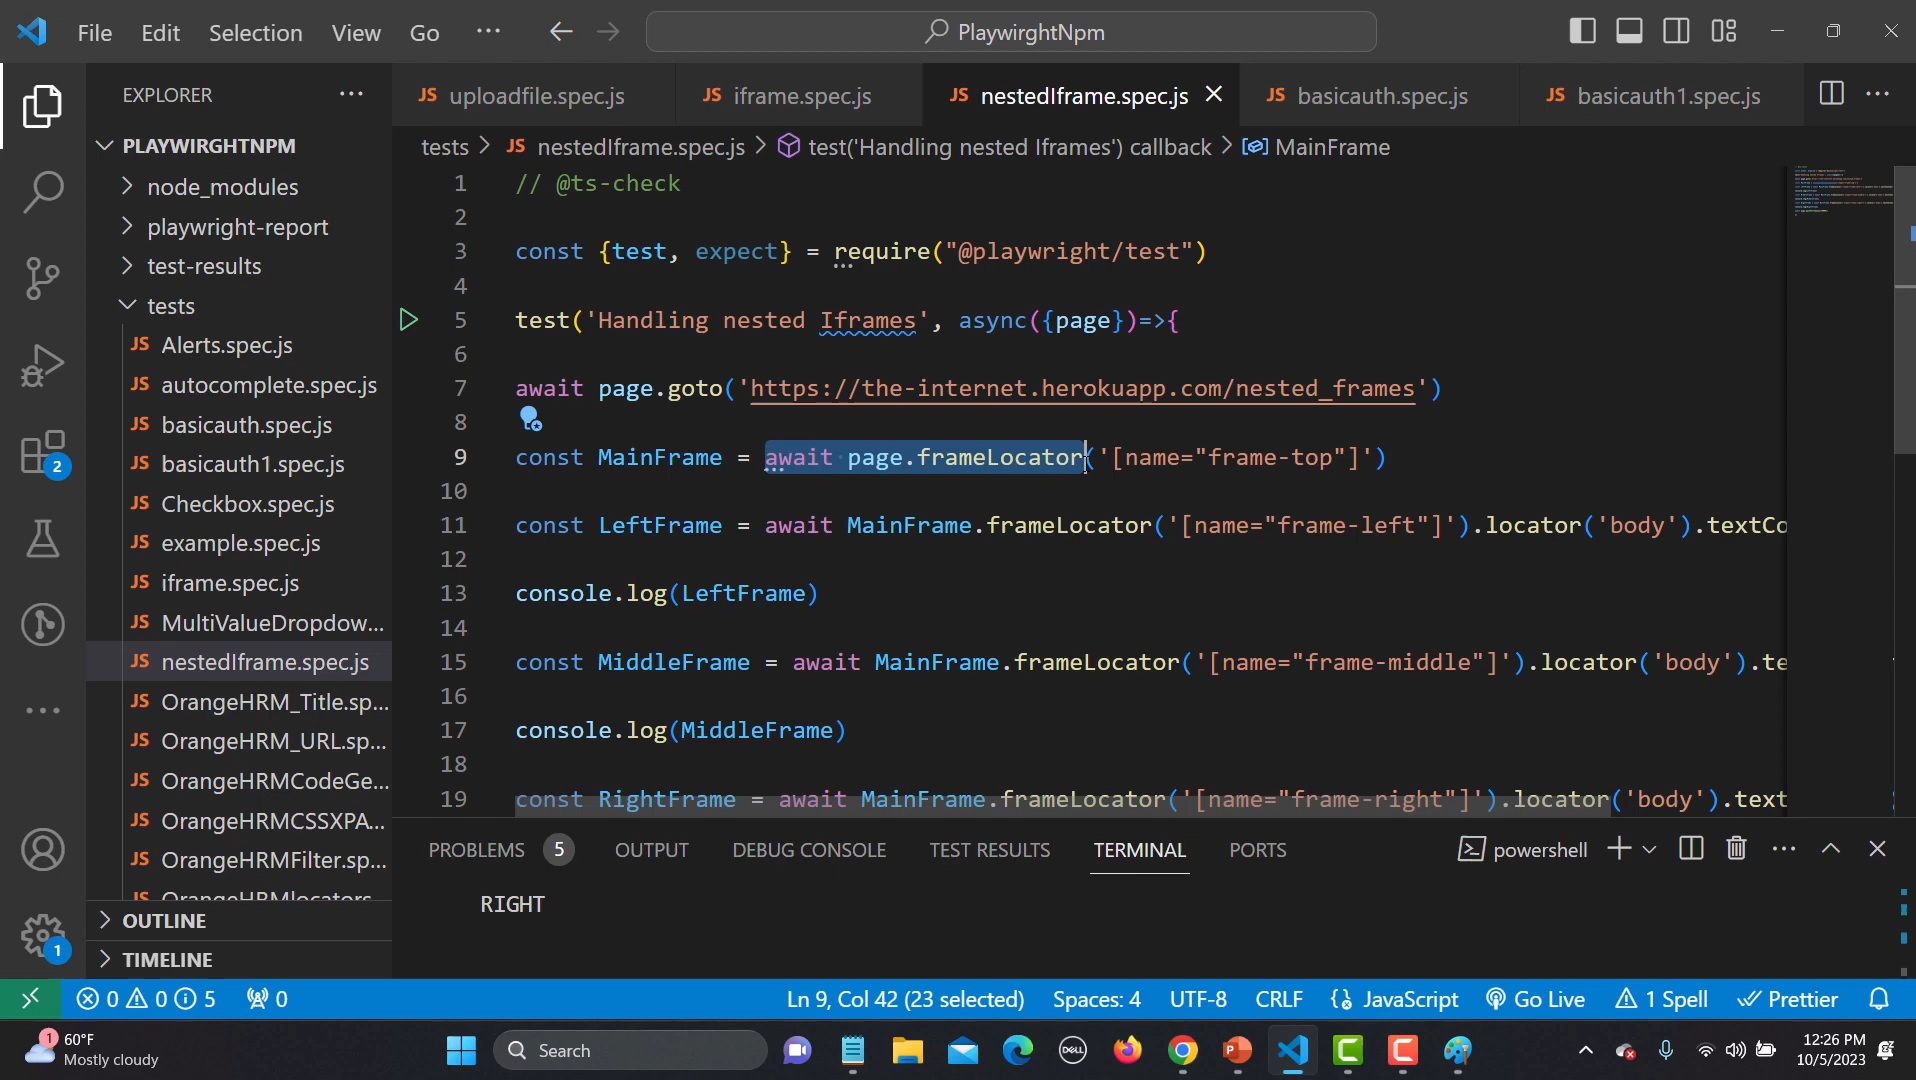 File Edit Selection View Go ··· PlaywirghtNpm
EXPLORER ···
PLAYWIRGHTNPM
node_modules
playwright-report
test-results
tests
JS Alerts.spec.js
JS autocomplete.spec.js
JS basicauth.spec.js
JS basicauth1.spec.js
JS Checkbox.spec.js
JS example.spec.js
JS iframe.spec.js
JS MultiValueDropdow...
JS nestedIframe.spec.js
JS OrangeHRM_Title.sp...
JS OrangeHRM_URL.sp...
JS OrangeHRMCodeGe...
JS OrangeHRMCSSXPA...
JS OrangeHRMFilter.sp...
JS OrangeHRMlocators
OUTLINE
TIMELINE
2
1
JS uploadfile.spec.js JS iframe.spec.js JS nestedIframe.spec.js JS basicauth.spec.js JS basicauth1.spec.js ···
tests > JS nestedIframe.spec.js > test('Handling nested Iframes') callback > MainFrame
1 // @ts-check
2
3 const {test, expect} = require("@playwright/test")
4
5 test('Handling nested Iframes', async({page})=>{
6
7 await page.goto('https://the-internet.herokuapp.com/nested_frames')
8
9 const MainFrame = await page.frameLocator('[name="frame-top"]')
10
11 const LeftFrame = await MainFrame.frameLocator('[name="frame-left"]').locator('body').textCo
12
13 console.log(LeftFrame)
14
15 const MiddleFrame = await MainFrame.frameLocator('[name="frame-middle"]').locator('body').te
16
17 console.log(MiddleFrame)
18
19 const RightFrame = await MainFrame.frameLocator('[name="frame-right"]').locator('body').text
PROBLEMS 5 OUTPUT DEBUG CONSOLE TEST RESULTS TERMINAL PORTS powershell ···
RIGHT
0 0 5 0 Ln 9, Col 42 (23 selected) Spaces: 4 UTF-8 CRLF JavaScript Go Live 1 Spell Prettier
1 60°F
Mostly cloudy
Search
DELL
12:26 PM
10/5/2023